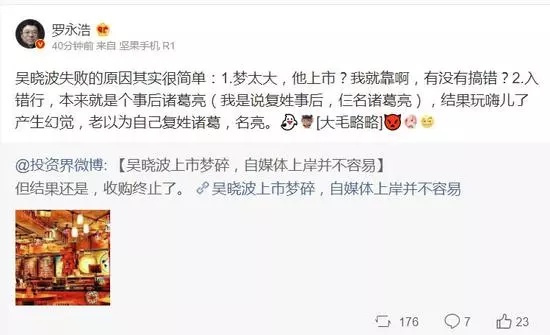 罗永浩
40分钟前 来自 坚果手机 R1
吴晓波失败的原因其实很简单：1.梦太大，他上市？我就靠啊，有没有搞错？2.入
错行，本来就是个事后诸葛亮（我是说复姓事后，仨名诸葛亮），结果玩嗨儿了
产生幻觉，老以为自己复姓诸葛，名亮。[大毛略略]
@投资界微博:【吴晓波上市梦碎，自媒体上岸并不容易】
但结果还是，收购终止了。吴晓波上市梦碎，自媒体上岸并不容易
176 7 23